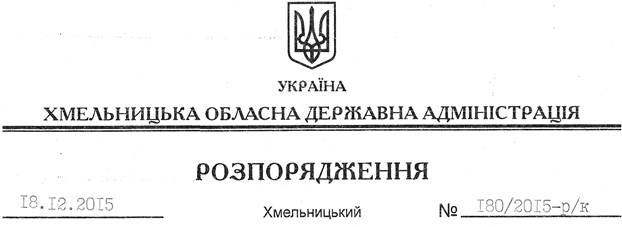 УКРАЇНА
ХМЕЛЬНИЦЬКА ОБЛАСНА ДЕРЖАВНА АДМІНІСТРАЦІЯ
РОЗПОРЯДЖЕННЯ
18.12.2015 Хмельницький № 180/2015-р/к